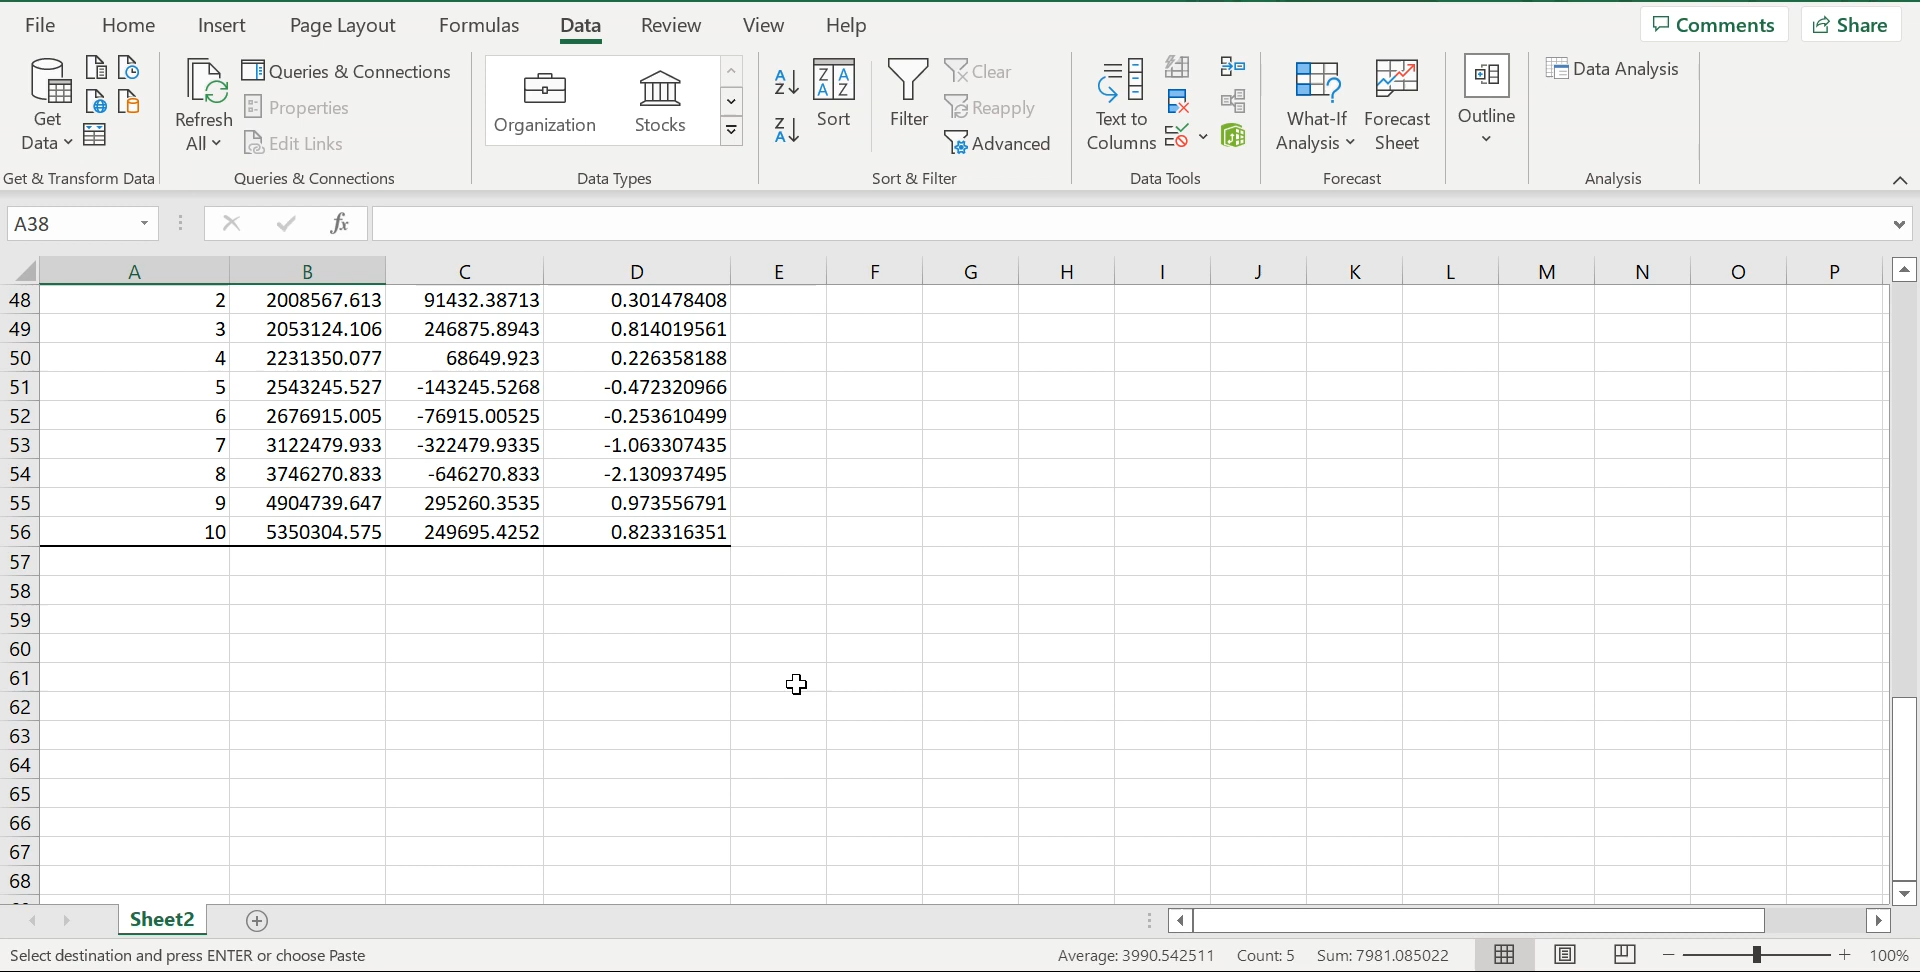 File Home Insert Page Layout Formulas Data Review View Help Comments Share
Get Data
Refresh All
Queries & Connections
Properties
Edit Links
Organization Stocks
Sort
Filter
Clear
Reapply
Advanced
Text to Columns
What-If Analysis
Forecast Sheet
Outline
Data Analysis
Get & Transform Data Queries & Connections Data Types Sort & Filter Data Tools Forecast Analysis
A38 fx
A B C D E F G H I J K L M N O P
48 2 2008567.613 91432.38713 0.301478408
49 3 2053124.106 246875.8943 0.814019561
50 4 2231350.077 68649.923 0.226358188
51 5 2543245.527 -143245.5268 -0.472320966
52 6 2676915.005 -76915.00525 -0.253610499
53 7 3122479.933 -322479.9335 -1.063307435
54 8 3746270.833 -646270.833 -2.130937495
55 9 4904739.647 295260.3535 0.973556791
56 10 5350304.575 249695.4252 0.823316351
57
58
59
60
61
62
63
64
65
66
67
68
Sheet2
Select destination and press ENTER or choose Paste Average: 3990.542511 Count: 5 Sum: 7981.085022 100%